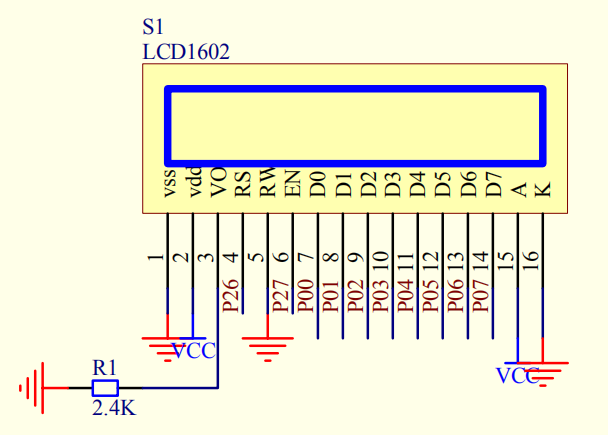 S1
LCD1602
vss
vdd
VO
RS
RW
EN
D0
D1
D2
D3
D4
D5
D6
D7
A
K
1
2
3
4
5
6
7
8
9
10
11
12
13
14
15
16
P26
P27
P00
P01
P02
P03
P04
P05
P06
P07
VCC
VCC
R1
2.4K